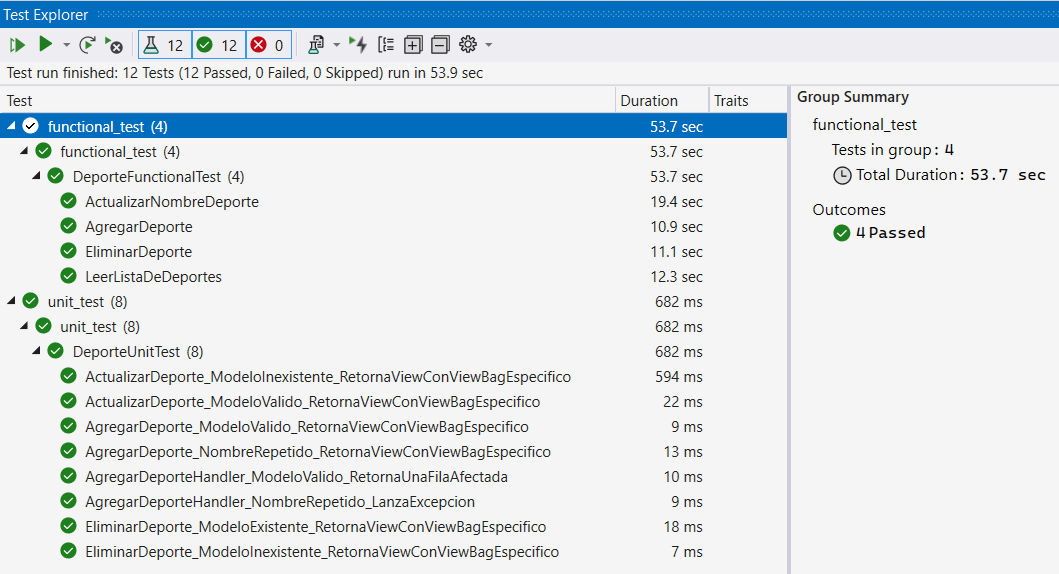 Test Explorer
12 12 0
Test run finished: 12 Tests (12 Passed, 0 Failed, 0 Skipped) run in 53.9 sec
Test Duration Traits
functional_test (4) 53.7 sec
functional_test (4) 53.7 sec
DeporteFunctionalTest (4) 53.7 sec
ActualizarNombreDeporte 19.4 sec
AgregarDeporte 10.9 sec
EliminarDeporte 11.1 sec
LeerListaDeDeportes 12.3 sec
unit_test (8) 682 ms
unit_test (8) 682 ms
DeporteUnitTest (8) 682 ms
ActualizarDeporte_ModeloInexistente_RetornaViewConViewBagEspecifico 594 ms
ActualizarDeporte_ModeloValido_RetornaViewConViewBagEspecifico 22 ms
AgregarDeporte_ModeloValido_RetornaViewConViewBagEspecifico 9 ms
AgregarDeporte_NombreRepetido_RetornaViewConViewBagEspecifico 13 ms
AgregarDeporteHandler_ModeloValido_RetornaUnaFilaAfectada 10 ms
AgregarDeporteHandler_NombreRepetido_LanzaExcepcion 9 ms
EliminarDeporte_ModeloExistente_RetornaViewConViewBagEspecifico 18 ms
EliminarDeporte_ModeloInexistente_RetornaViewConViewBagEspecifico 7 ms
Group Summary
functional_test
Tests in group: 4
Total Duration: 53.7 sec
Outcomes
4 Passed